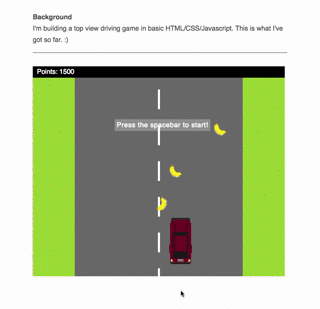 Background
I'm building a top view driving game in basic HTML/CSS/Javascript. This is what I've
got so far. :)
Points: 1500
Press the spacebar to start!